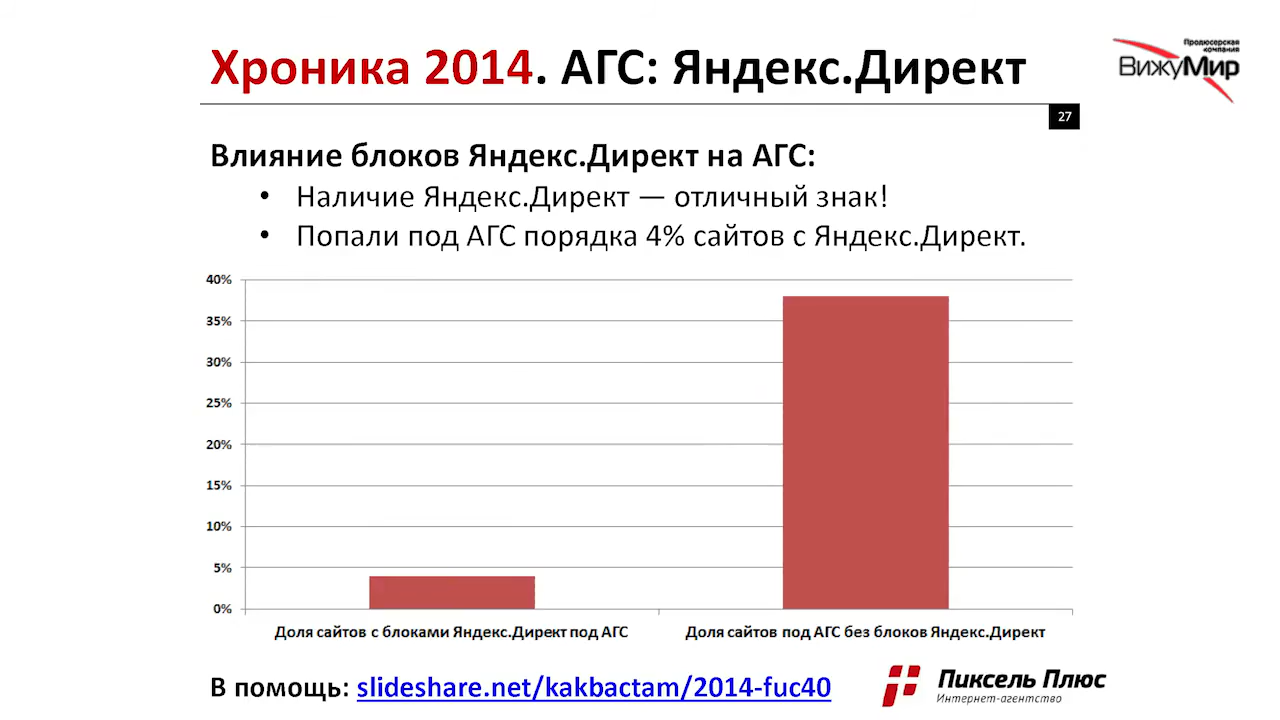 Хроника 2014. АГС: Яндекс.Директ
Продюсерская
компания
ВижуМир
27
Влияние блоков Яндекс.Директ на АГС:
• Наличие Яндекс.Директ — отличный знак!
• Попали под АГС порядка 4% сайтов с Яндекс.Директ.
40%
35%
30%
25%
20%
15%
10%
5%
0%
Доля сайтов с блоками Яндекс.Директ под АГС
Доля сайтов под АГС без блоков Яндекс.Директ
В помощь: slideshare.net/kakbactam/2014-fuc40
Пиксель Плюс
Интернет-агентство